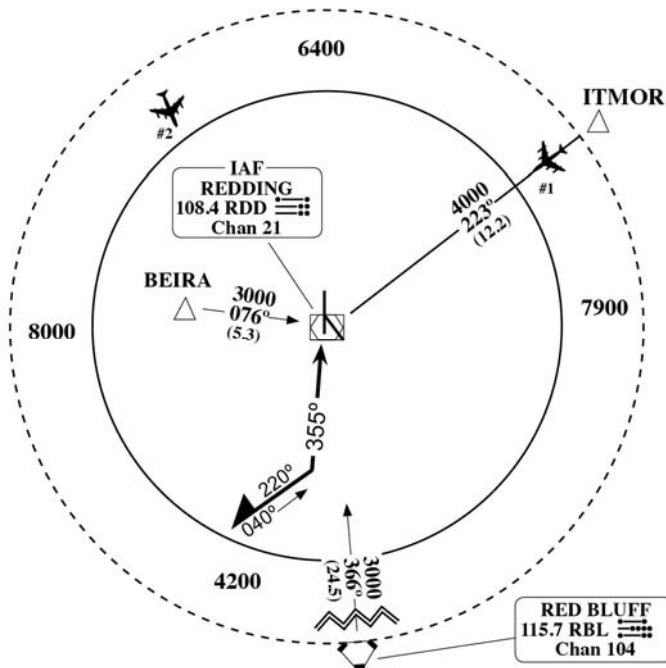 6400
ITMOR
#2
#1
IAF
REDDING
108.4 RDD
Chan 21
4000
223°
(12.2)
BEIRA
3000
076°
(5.3)
7900
8000
355°
220°
040°
4200
3000
366°
(24.5)
RED BLUFF
115.7 RBL
Chan 104